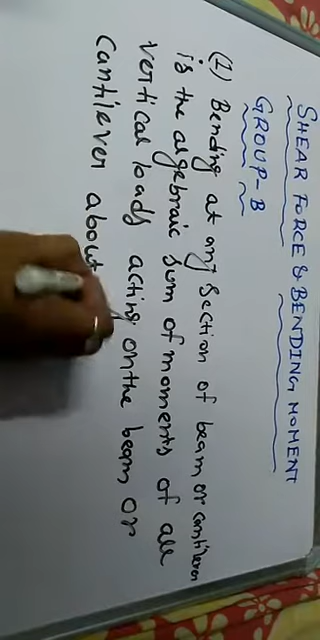 SHEAR FORCE & BENDING MOMENT
GROUP-B
(1) Bending at any Section of beam or cantilever
is the algebraic sum of moments of all
vertical loads acting on the beam or
cantilever about